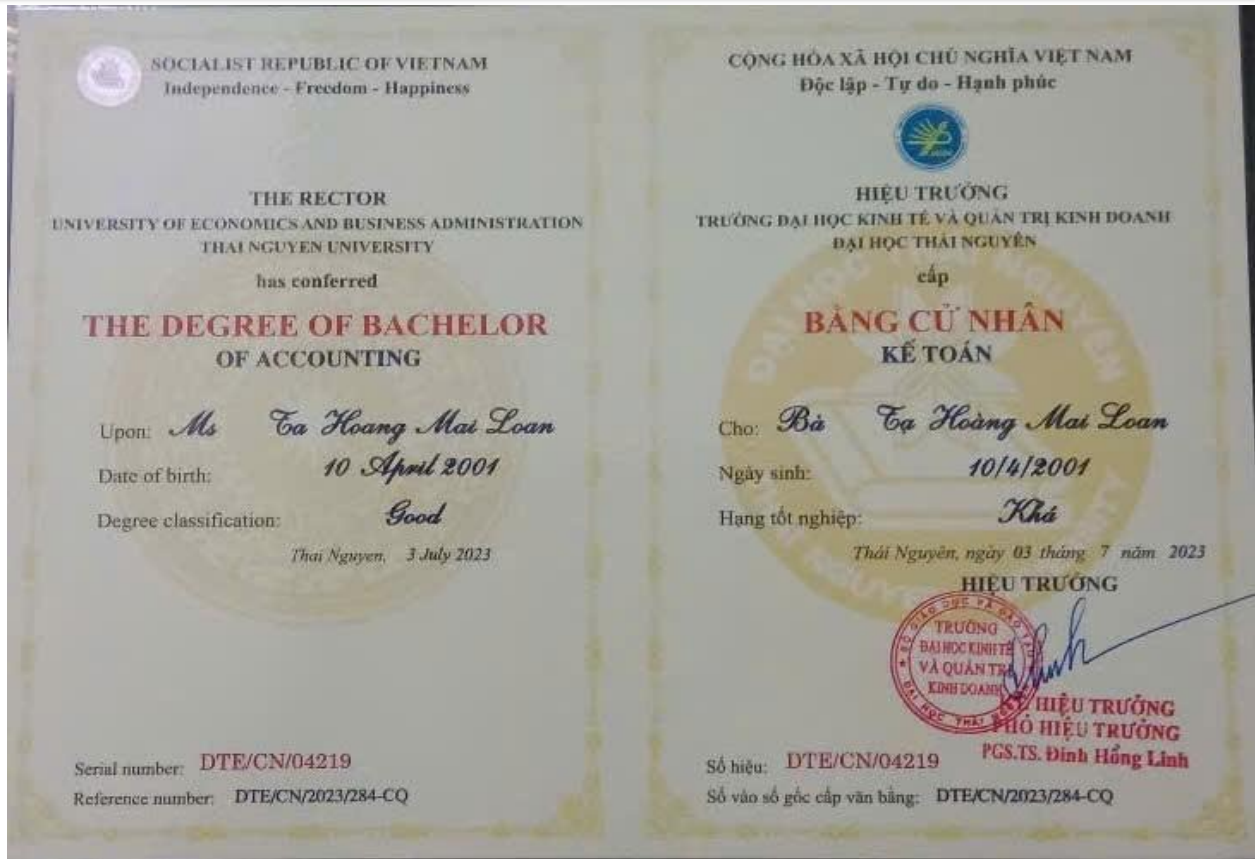 SOCIALIST REPUBLIC OF VIETNAM
Independence - Freedom - Happiness
THE RECTOR
UNIVERSITY OF ECONOMICS AND BUSINESS ADMINISTRATION
THAI NGUYEN UNIVERSITY
has conferred
THE DEGREE OF BACHELOR
OF ACCOUNTING
Upon: Ms Ta Hoang Mai Loan
Date of birth: 10 April 2001
Degree classification: Good
Thai Nguyen, 3 July 2023
Serial number: DTE/CN/04219
Reference number: DTE/CN/2023/284-CQ
CỘNG HÒA XÃ HỘI CHỦ NGHĨA VIỆT NAM
Độc lập - Tự do - Hạnh phúc
HIỆU TRƯỞNG
TRƯỜNG ĐẠI HỌC KINH TẾ VÀ QUẢN TRỊ KINH DOANH
ĐẠI HỌC THÁI NGUYÊN
cấp
BẰNG CỬ NHÂN
KẾ TOÁN
Cho: Bà Tạ Hoàng Mai Loan
Ngày sinh: 10/4/2001
Hạng tốt nghiệp: Khá
Thái Nguyên, ngày 03 tháng 7 năm 2023
HIỆU TRƯỞNG
TRƯỜNG
ĐẠI HỌC KINH TẾ
VÀ QUẢN TRỊ
KINH DOANH
HIỆU TRƯỞNG
PHÓ HIỆU TRƯỞNG
PGS.TS. Đinh Hồng Linh
Số hiệu: DTE/CN/04219
Số vào sổ gốc cấp văn bằng: DTE/CN/2023/284-CQ